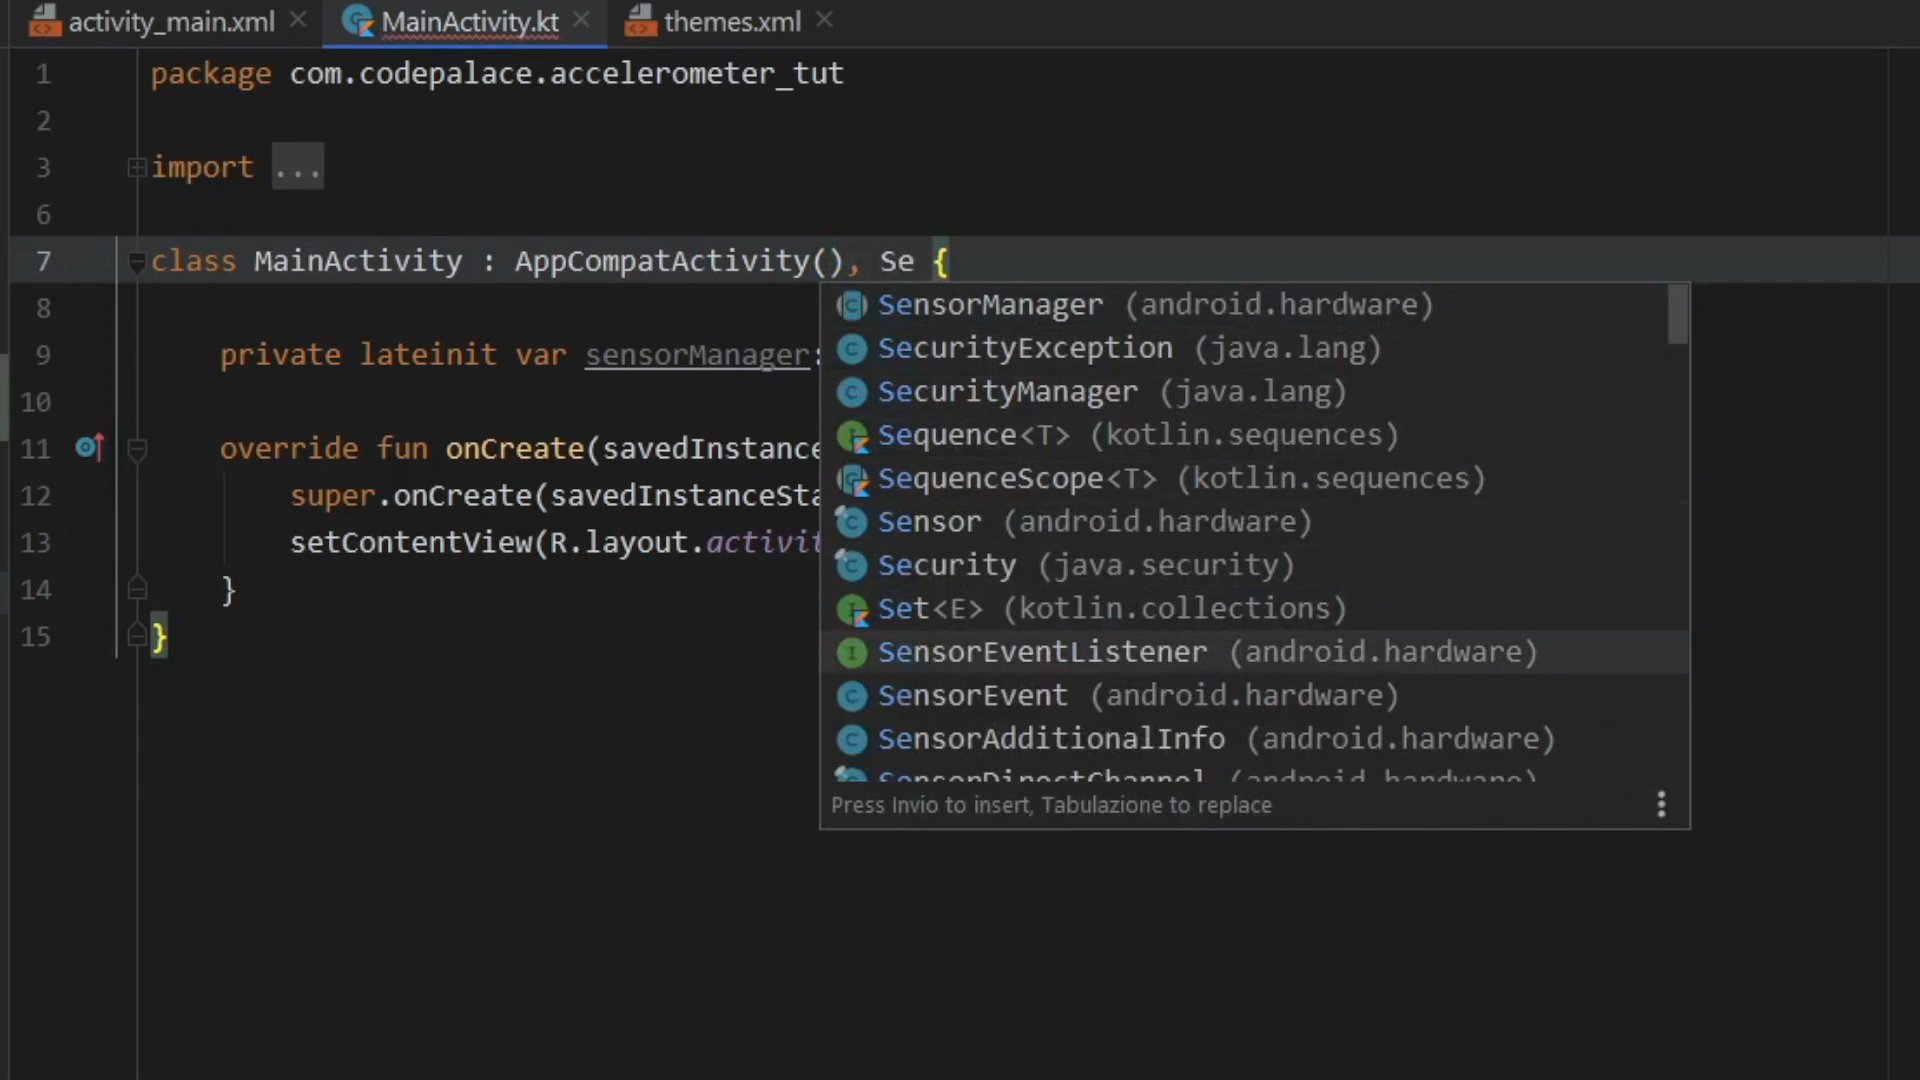 activity_main.xml MainActivity.kt themes.xml
1 package com.codepalace.accelerometer_tut
2
3 import ...
6
7 class MainActivity : AppCompatActivity(), Se {
8
9 private lateinit var sensorManager:
10
11 override fun onCreate(savedInstance
12 super.onCreate(savedInstanceSta
13 setContentView(R.layout.activit
14 }
15 }
SensorManager (android.hardware)
SecurityException (java.lang)
SecurityManager (java.lang)
Sequence<T> (kotlin.sequences)
SequenceScope<T> (kotlin.sequences)
Sensor (android.hardware)
Security (java.security)
Set<E> (kotlin.collections)
SensorEventListener (android.hardware)
SensorEvent (android.hardware)
SensorAdditionalInfo (android.hardware)
SensorDirectChannel (android.hardware)
Press Invio to insert, Tabulazione to replace